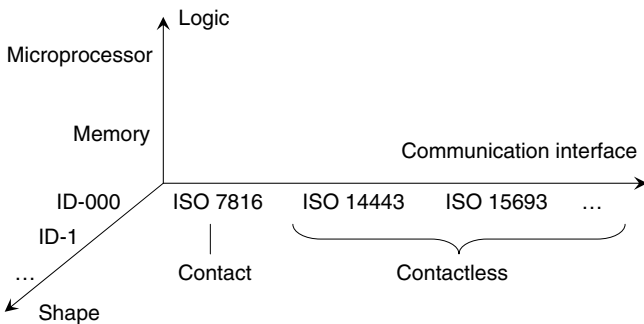 Logic
Microprocessor
Memory
Communication interface
ID-000
ISO 7816
ISO 14443
ISO 15693
…
ID-1
…
Contact
Contactless
Shape